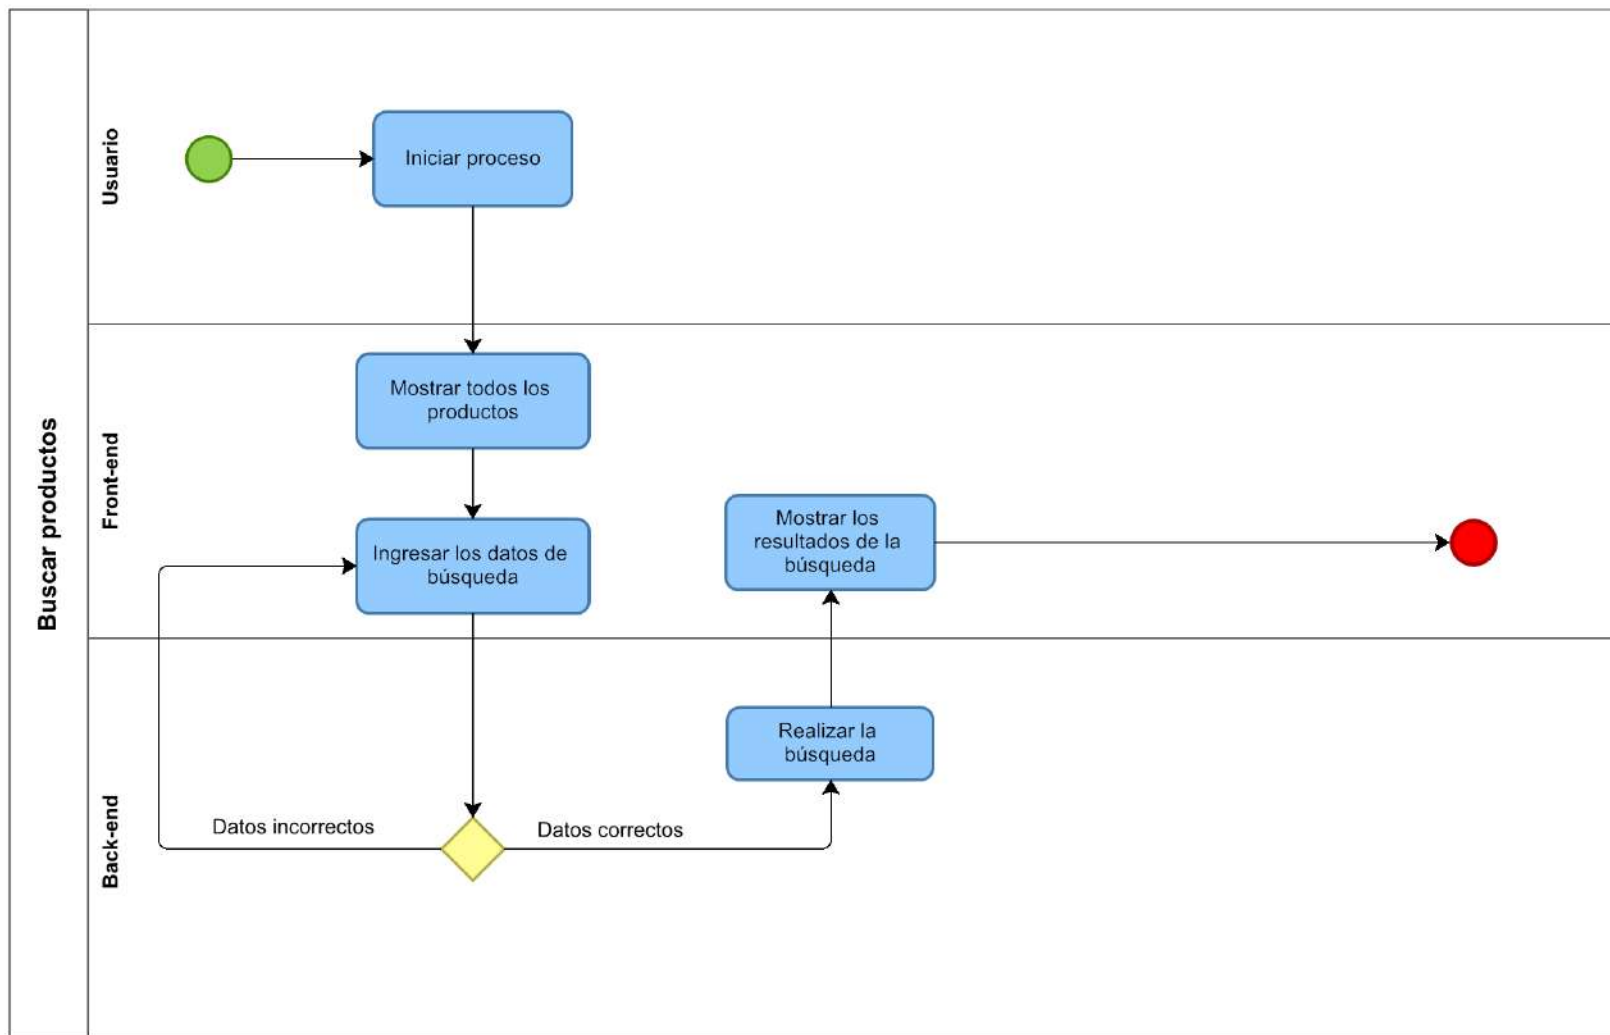 Buscar productos
Usuario
Iniciar proceso
Front-end
Mostrar todos los
productos
Ingresar los datos de
búsqueda
Mostrar los
resultados de la
búsqueda
Back-end
Realizar la
búsqueda
Datos incorrectos
Datos correctos